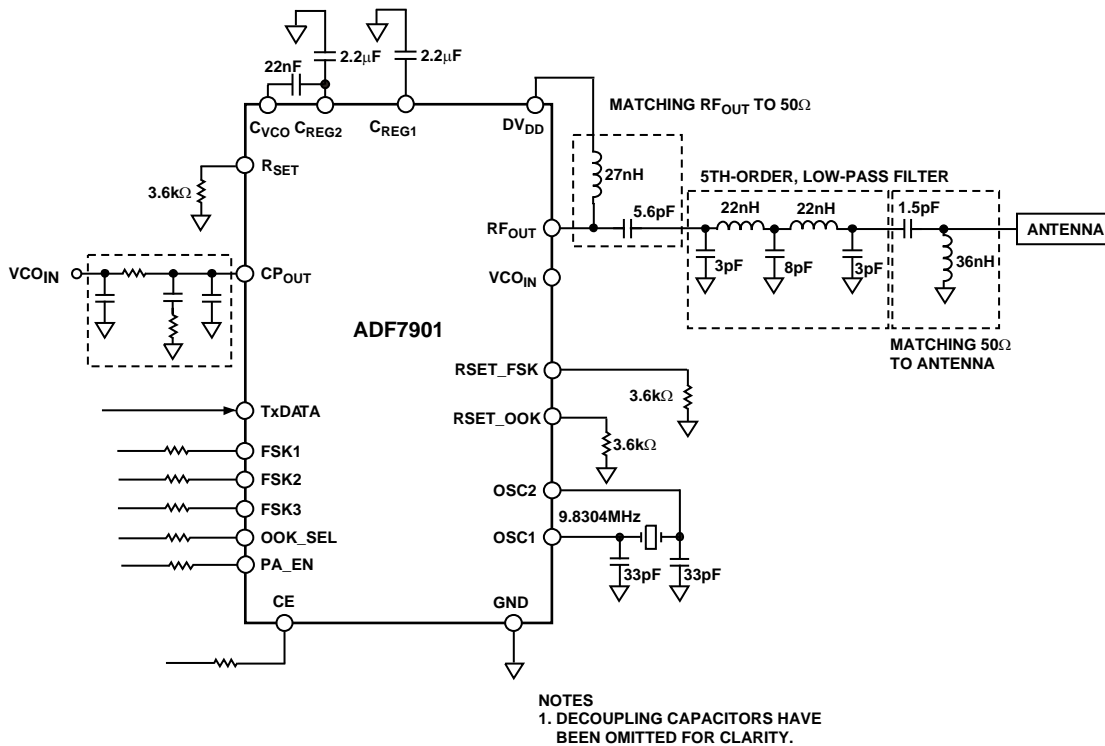 2.2µF
2.2µF
22nF
MATCHING RFOUT TO 50Ω
CVCO
CREG2
CREG1
DVDD
RSET
3.6kΩ
27nH
5TH-ORDER, LOW-PASS FILTER
5.6pF
22nH
22nH
1.5pF
RFOUT
ANTENNA
3pF
8pF
3pF
36nH
VCOIN
CPOUT
VCOIN
ADF7901
MATCHING 50Ω
TO ANTENNA
RSET_FSK
3.6kΩ
TxDATA
RSET_OOK
3.6kΩ
FSK1
FSK2
OSC2
FSK3
9.8304MHz
OOK_SEL
OSC1
PA_EN
33pF
33pF
CE
GND
NOTES
1. DECOUPLING CAPACITORS HAVE
BEEN OMITTED FOR CLARITY.